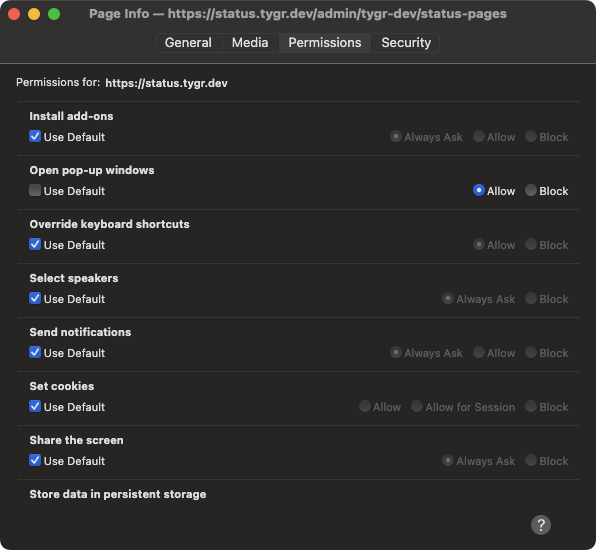 Page Info — https://status.tygr.dev/admin/tygr-dev/status-pages
General Media Permissions Security
Permissions for: https://status.tygr.dev
Install add-ons
Use Default Always Ask Allow Block
Open pop-up windows
Use Default Allow Block
Override keyboard shortcuts
Use Default Allow Block
Select speakers
Use Default Always Ask Block
Send notifications
Use Default Always Ask Allow Block
Set cookies
Use Default Allow Allow for Session Block
Share the screen
Use Default Always Ask Block
Store data in persistent storage
?